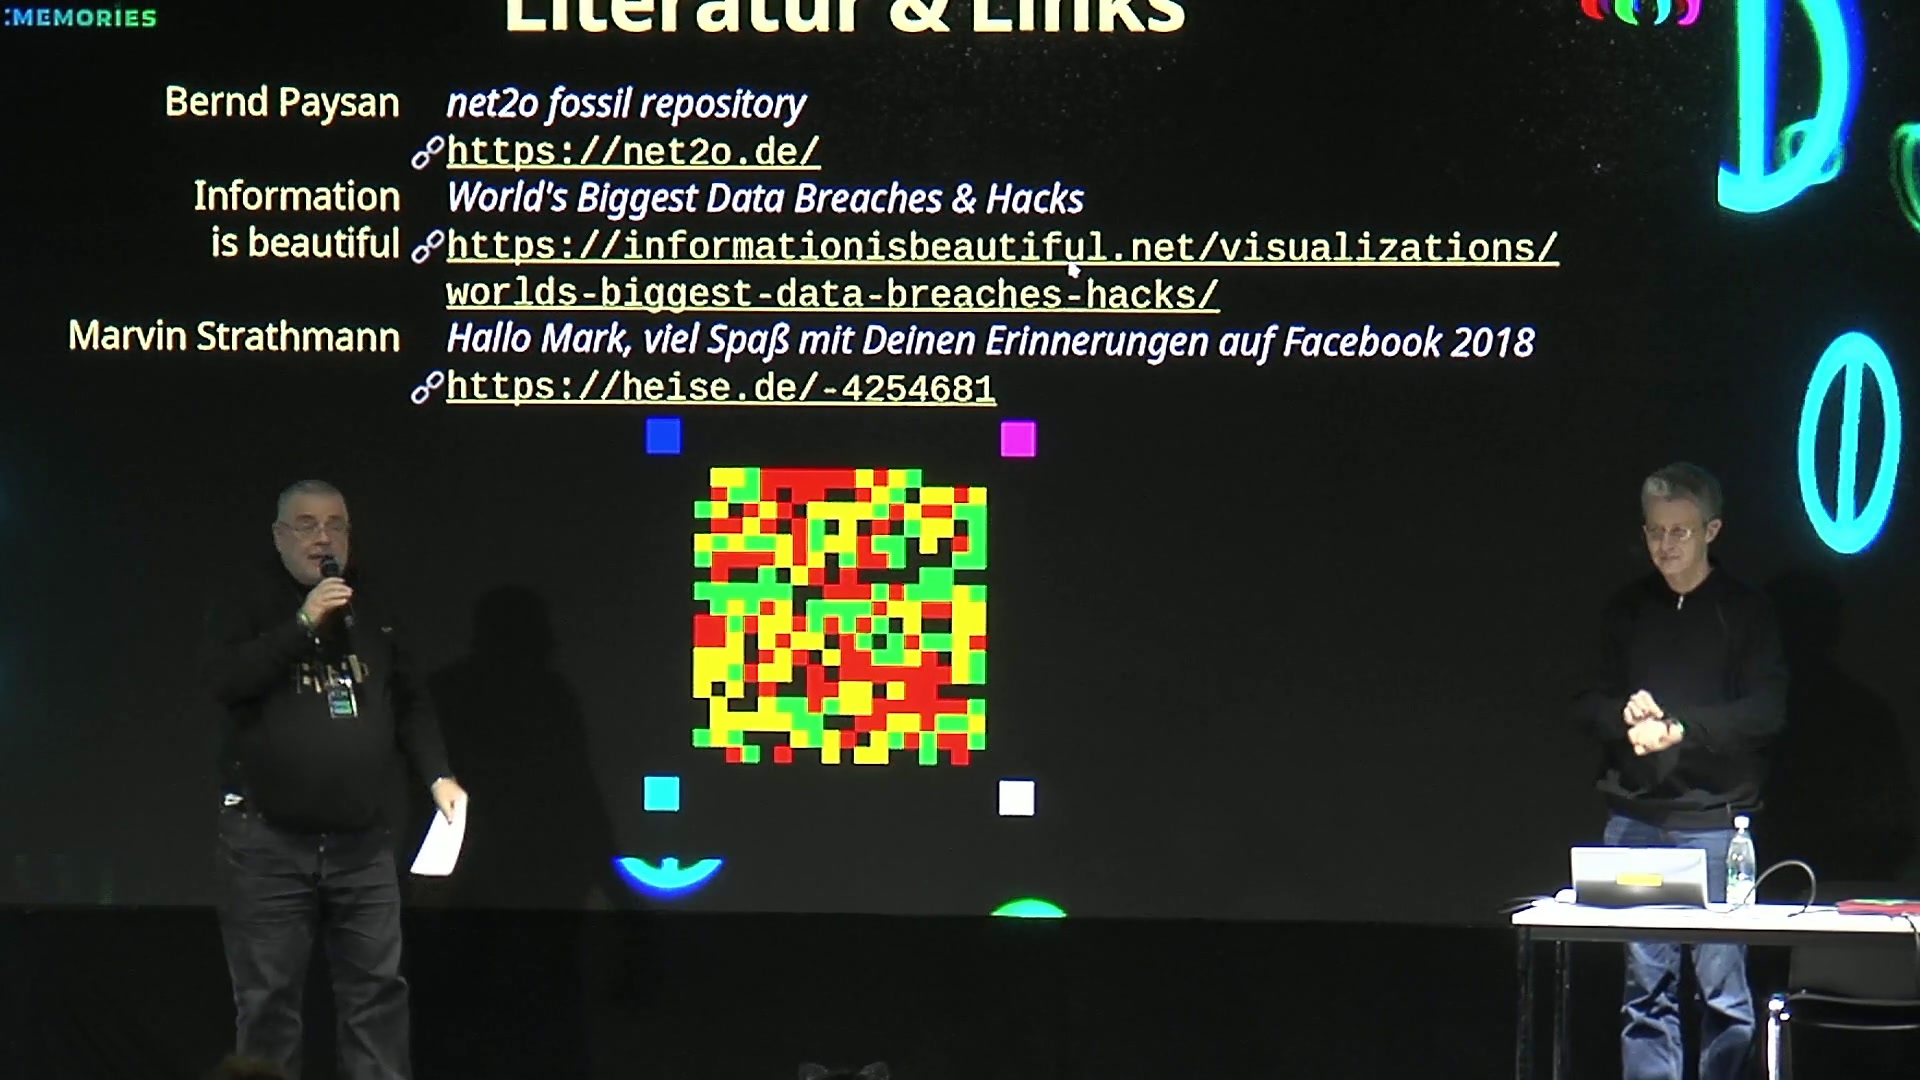 :MEMORIES
Literatur & Links
Bernd Paysan net2o fossil repository
https://net2o.de/
Information World's Biggest Data Breaches & Hacks
is beautiful https://informationisbeautiful.net/visualizations/
worlds-biggest-data-breaches-hacks/
Marvin Strathmann Hallo Mark, viel Spaß mit Deinen Erinnerungen auf Facebook 2018
https://heise.de/-4254681